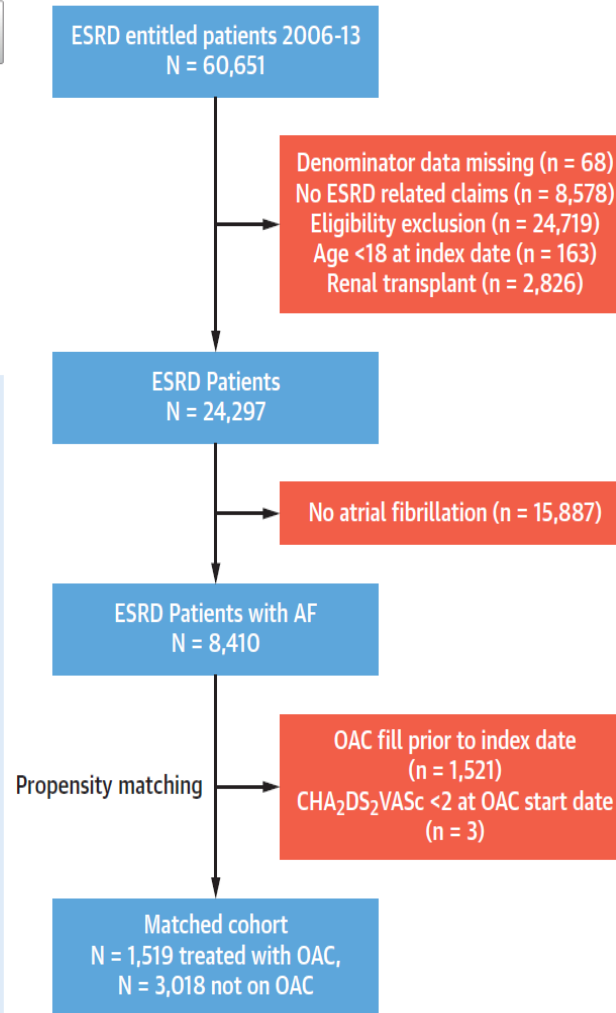 ESRD entitled patients 2006-13
N = 60,651
Denominator data missing (n = 68)
No ESRD related claims (n = 8,578)
Eligibility exclusion (n = 24,719)
Age <18 at index date (n = 163)
Renal transplant (n = 2,826)
ESRD Patients
N = 24,297
No atrial fibrillation (n = 15,887)
ESRD Patients with AF
N = 8,410
OAC fill prior to index date
(n = 1,521)
CHA₂DS₂VASc <2 at OAC start date
(n = 3)
Propensity matching
Matched cohort
N = 1,519 treated with OAC,
N = 3,018 not on OAC